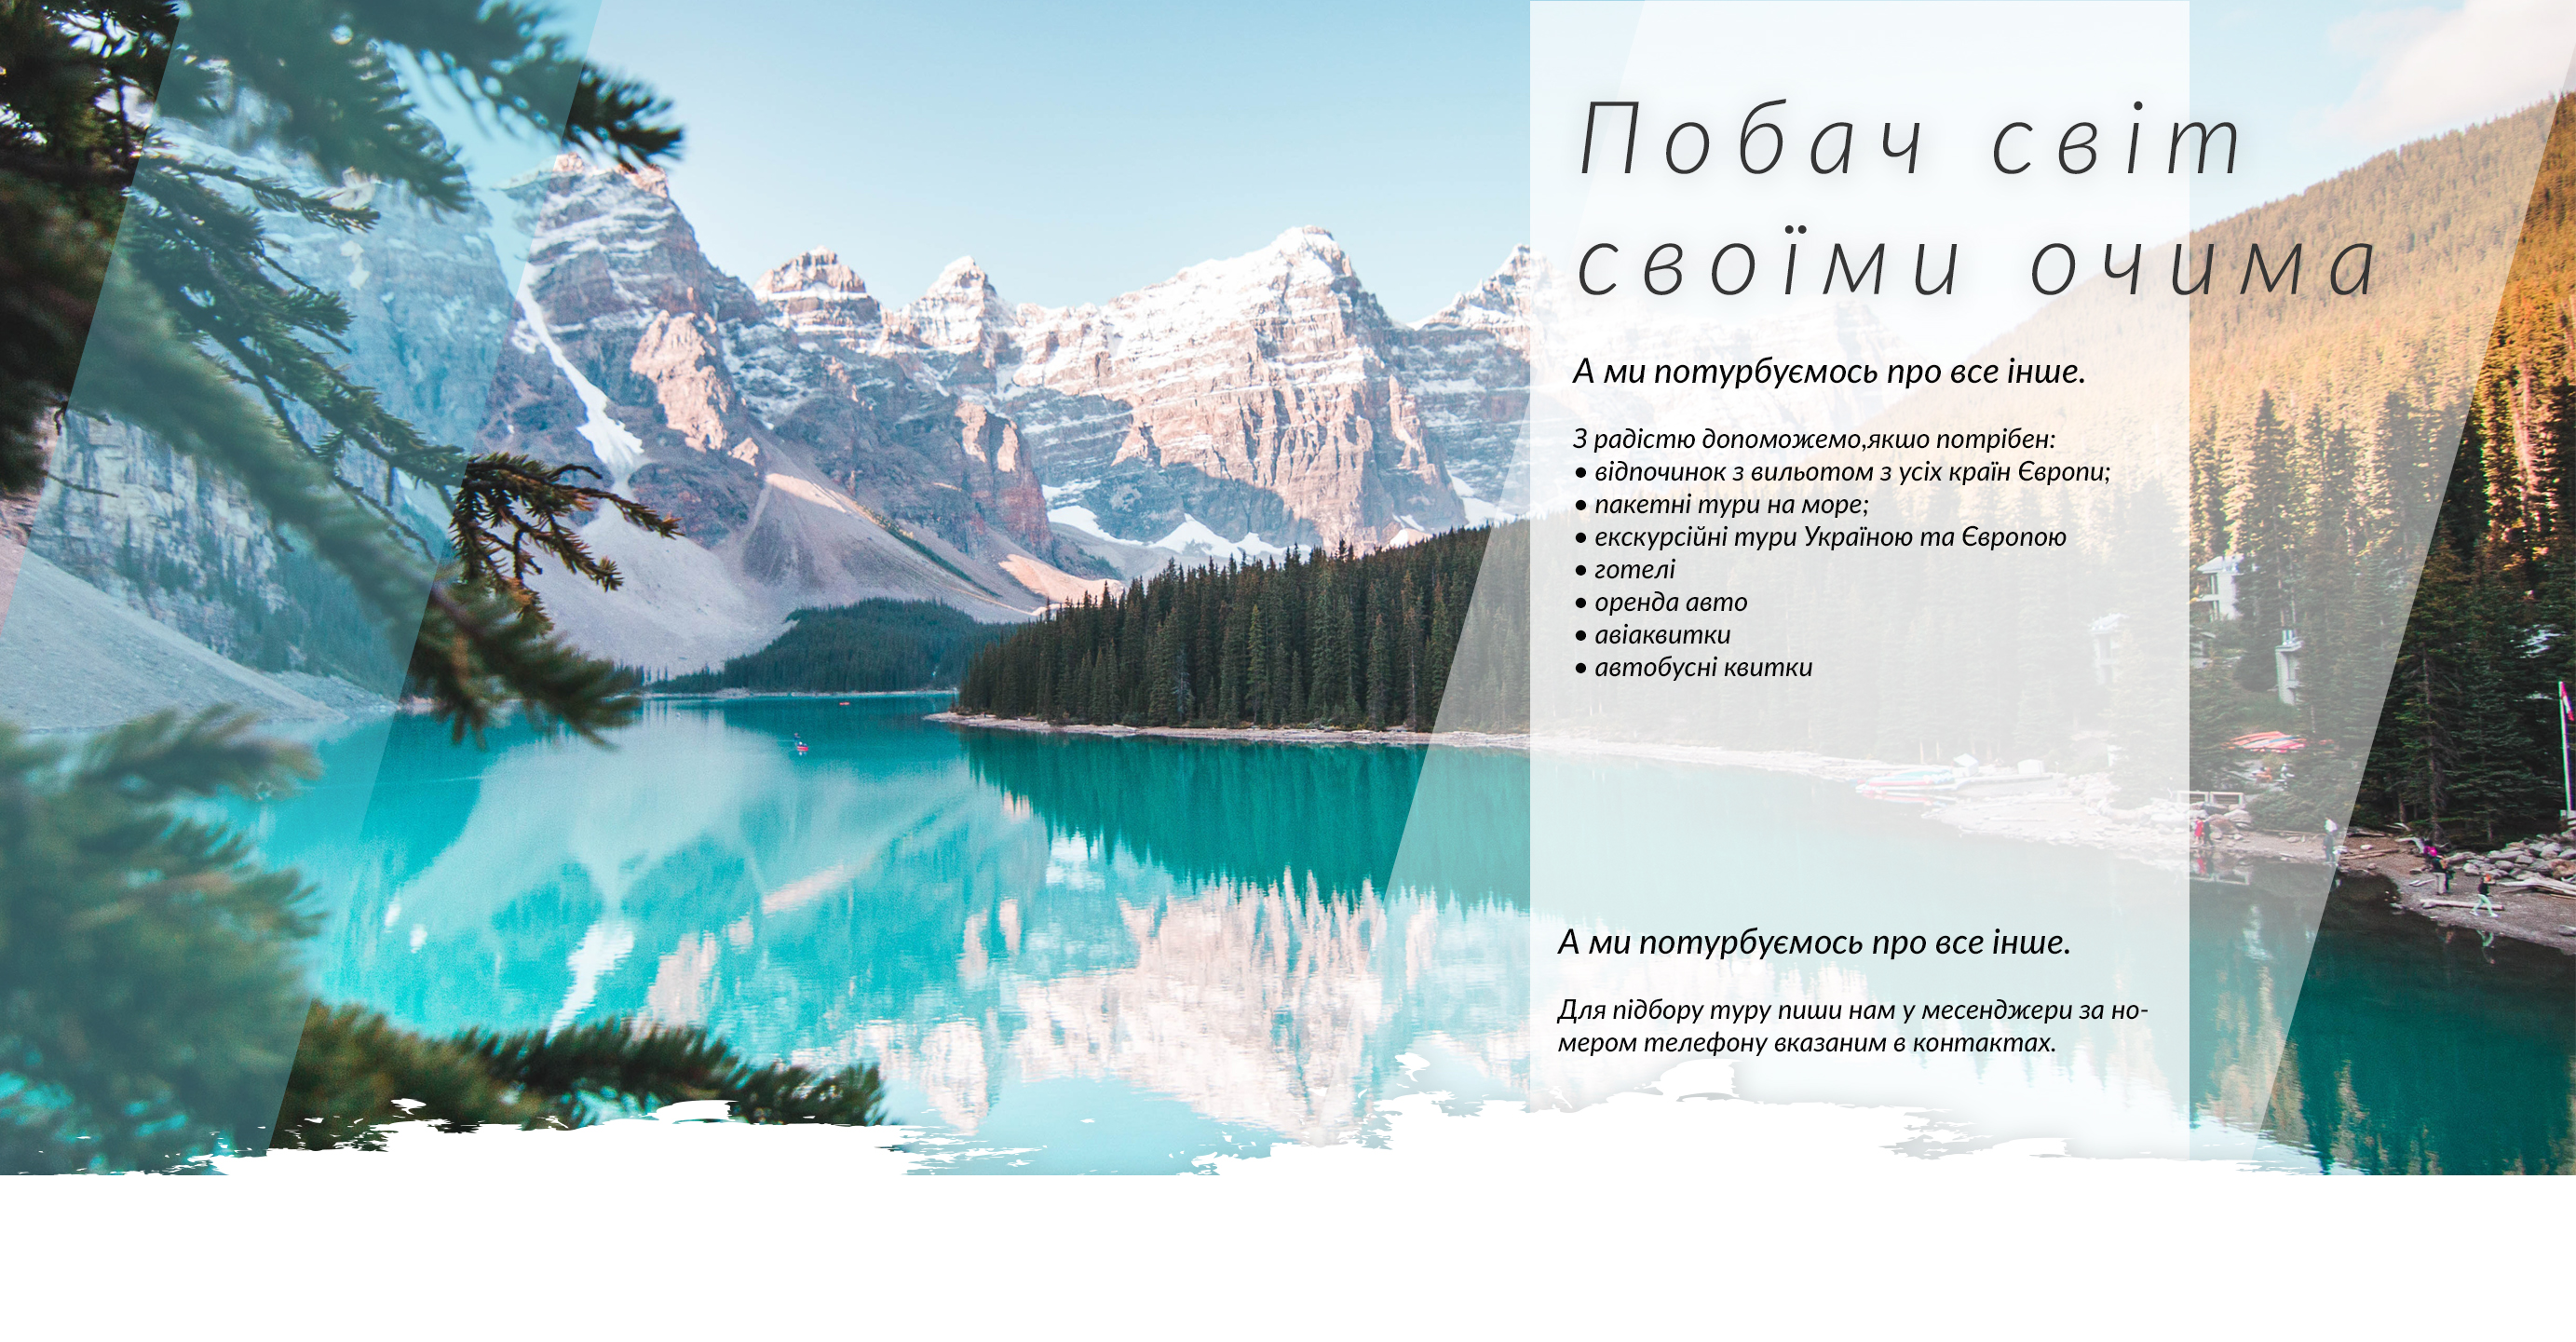 Побач світ
своїми очима
А ми потурбуємось про все інше.
З радістю допоможемо,якшо потрібен:
• відпочинок з вильотом з усіх країн Європи;
• пакетні тури на море;
• екскурсійні тури Україною та Європою
• готелі
• оренда авто
• авіаквитки
• автобусні квитки
А ми потурбуємось про все інше.
Для підбору туру пиши нам у месенджери за но-
мером телефону вказаним в контактах.